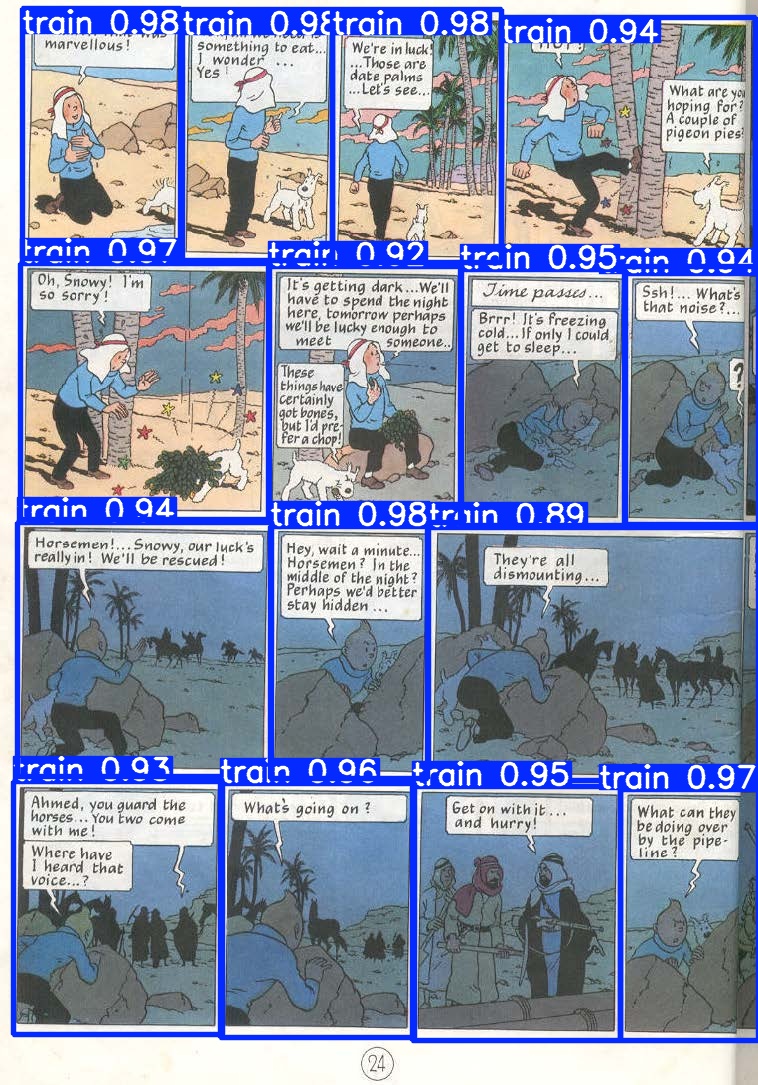 train 0.98
marvellous!
train 0.98
something to eat...
I wonder ...
Yes!
train 0.98
We're in luck!
...Those are
date palms
...Let's see...
train 0.94
What are you
hoping for?
A couple of
pigeon pies?
train 0.97
Oh, Snowy! I'm
so sorry!
train 0.92
It's getting dark...We'll
have to spend the night
here, tomorrow perhaps
we'll be lucky enough to
meet someone..
These
things have
certainly
got bones,
but I'd pre-
fer a chop!
train 0.95
Time passes...
Brrr! It's freezing
cold...If only I could
get to sleep...
train 0.94
Ssh!... What's
that noise?...
?
train 0.94
Horsemen!...Snowy, our luck's
really in! We'll be rescued!
train 0.98
Hey, wait a minute...
Horsemen? In the
middle of the night?
Perhaps we'd better
stay hidden ...
train 0.89
They're all
dismounting...
train 0.93
Ahmed, you guard the
horses...You two come
with me!
Where have
I heard that
voice...?
train 0.96
What's going on?
train 0.95
Get on with it...
and hurry!
train 0.97
What can they
be doing over
by the pipe-
line?
24